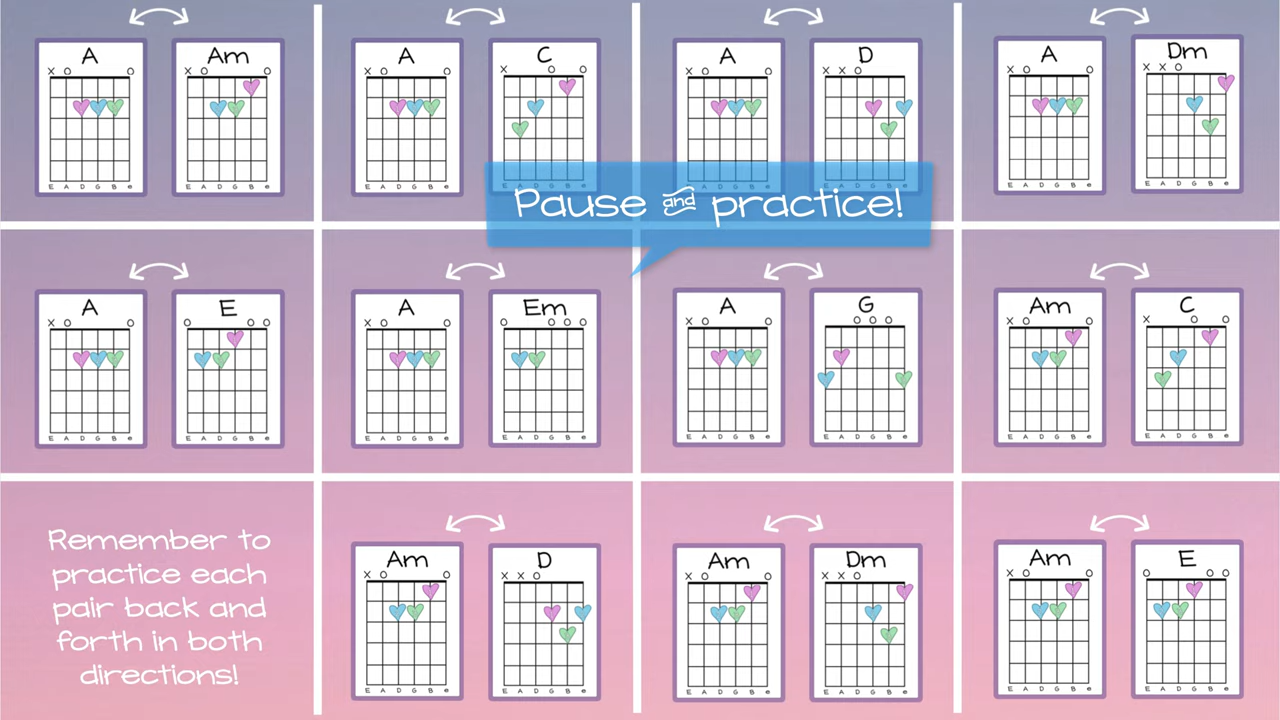 A
X O O
E A D G B e
Am
X O O
E A D G B e
A
X O O
E A D G B e
C
X O O
E A D G B e
A
X O O
E A D G B e
D
X X O
E A D G B e
A
X O O
E A D G B e
Dm
X X O
E A D G B e
Pause and practice!
A
X O O
E A D G B e
E
O O O
E A D G B e
A
X O O
E A D G B e
Em
O O O O
E A D G B e
A
X O O
E A D G B e
G
O O O
E A D G B e
Am
X O O
E A D G B e
C
X O O
E A D G B e
Remember to
practice each
pair back and
forth in both
directions!
Am
X O O
E A D G B e
D
X X O
E A D G B e
Am
X O O
E A D G B e
Dm
X X O
E A D G B e
Am
X O O
E A D G B e
E
O O O
E A D G B e